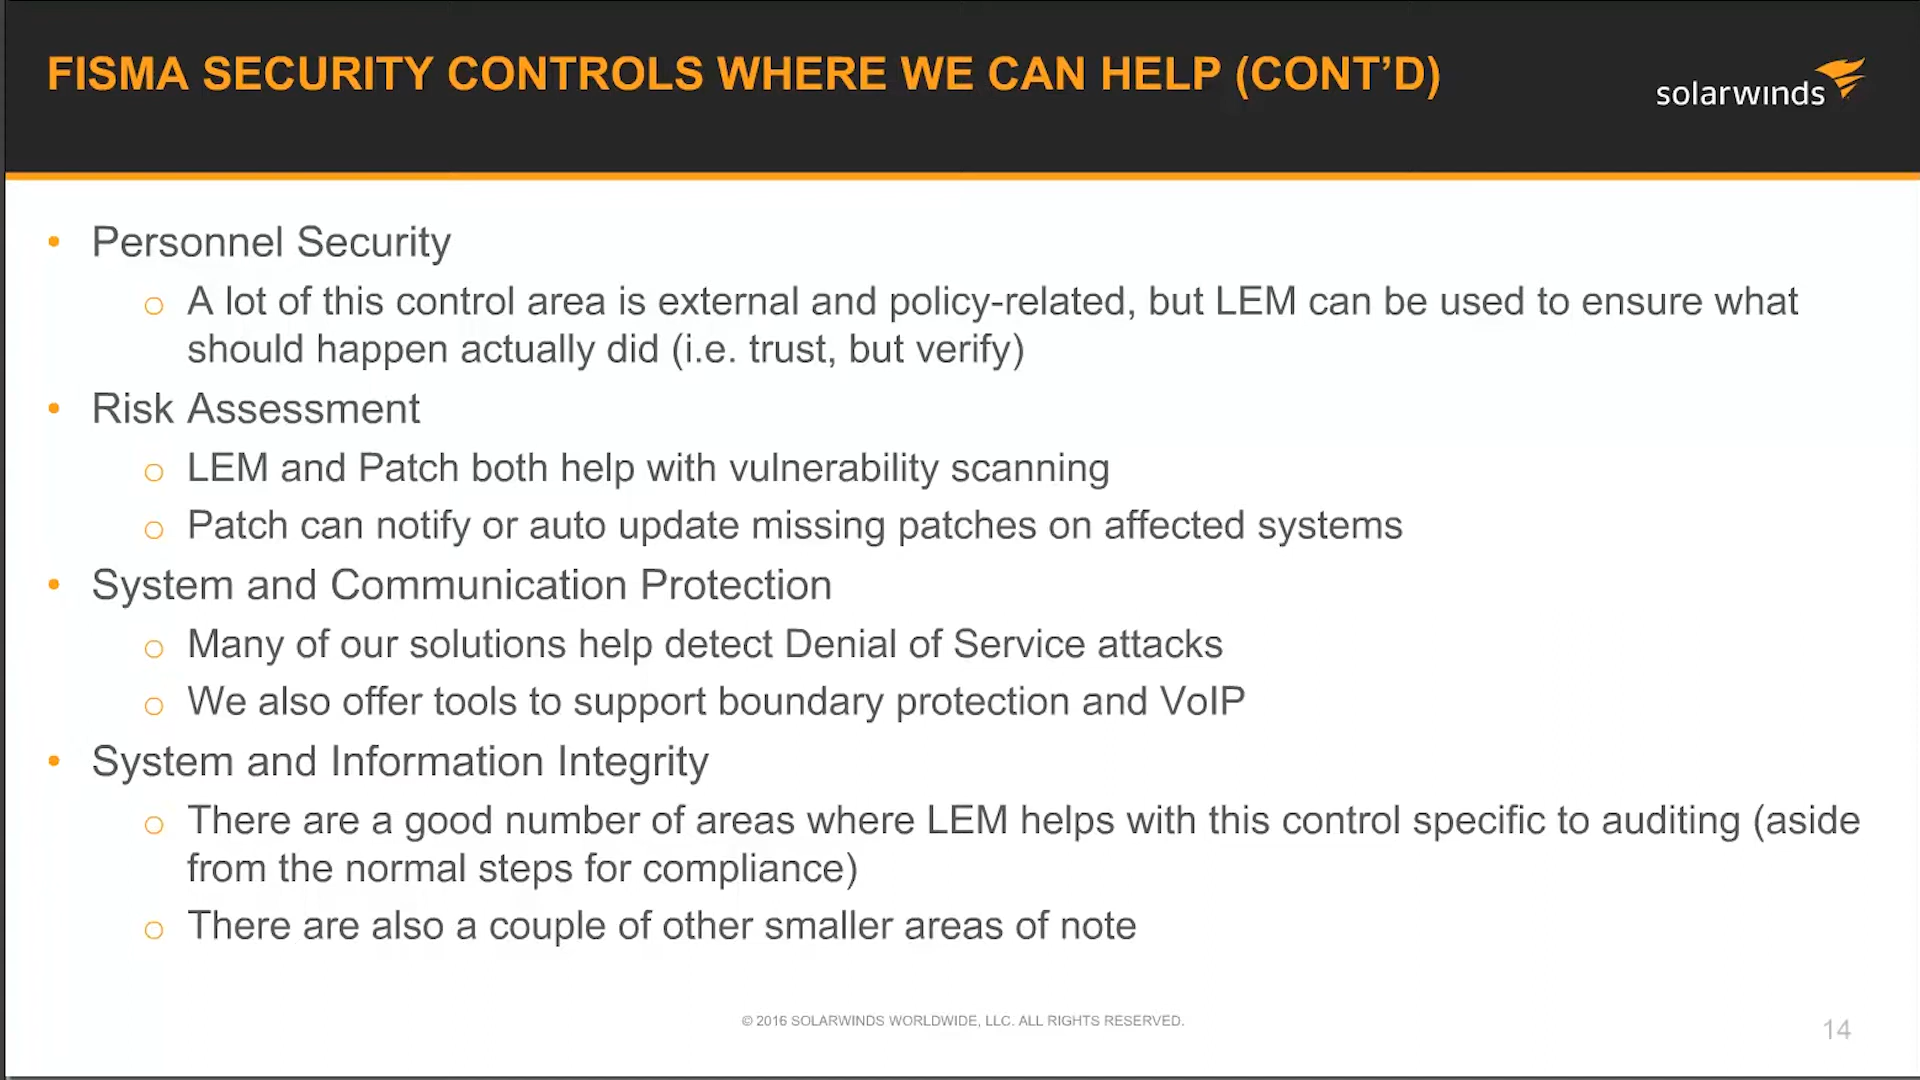 FISMA SECURITY CONTROLS WHERE WE CAN HELP (CONT’D)
solarwinds
• Personnel Security
o A lot of this control area is external and policy-related, but LEM can be used to ensure what
should happen actually did (i.e. trust, but verify)
• Risk Assessment
o LEM and Patch both help with vulnerability scanning
o Patch can notify or auto update missing patches on affected systems
• System and Communication Protection
o Many of our solutions help detect Denial of Service attacks
o We also offer tools to support boundary protection and VoIP
• System and Information Integrity
o There are a good number of areas where LEM helps with this control specific to auditing (aside
from the normal steps for compliance)
o There are also a couple of other smaller areas of note
© 2016 SOLARWINDS WORLDWIDE, LLC. ALL RIGHTS RESERVED.
14